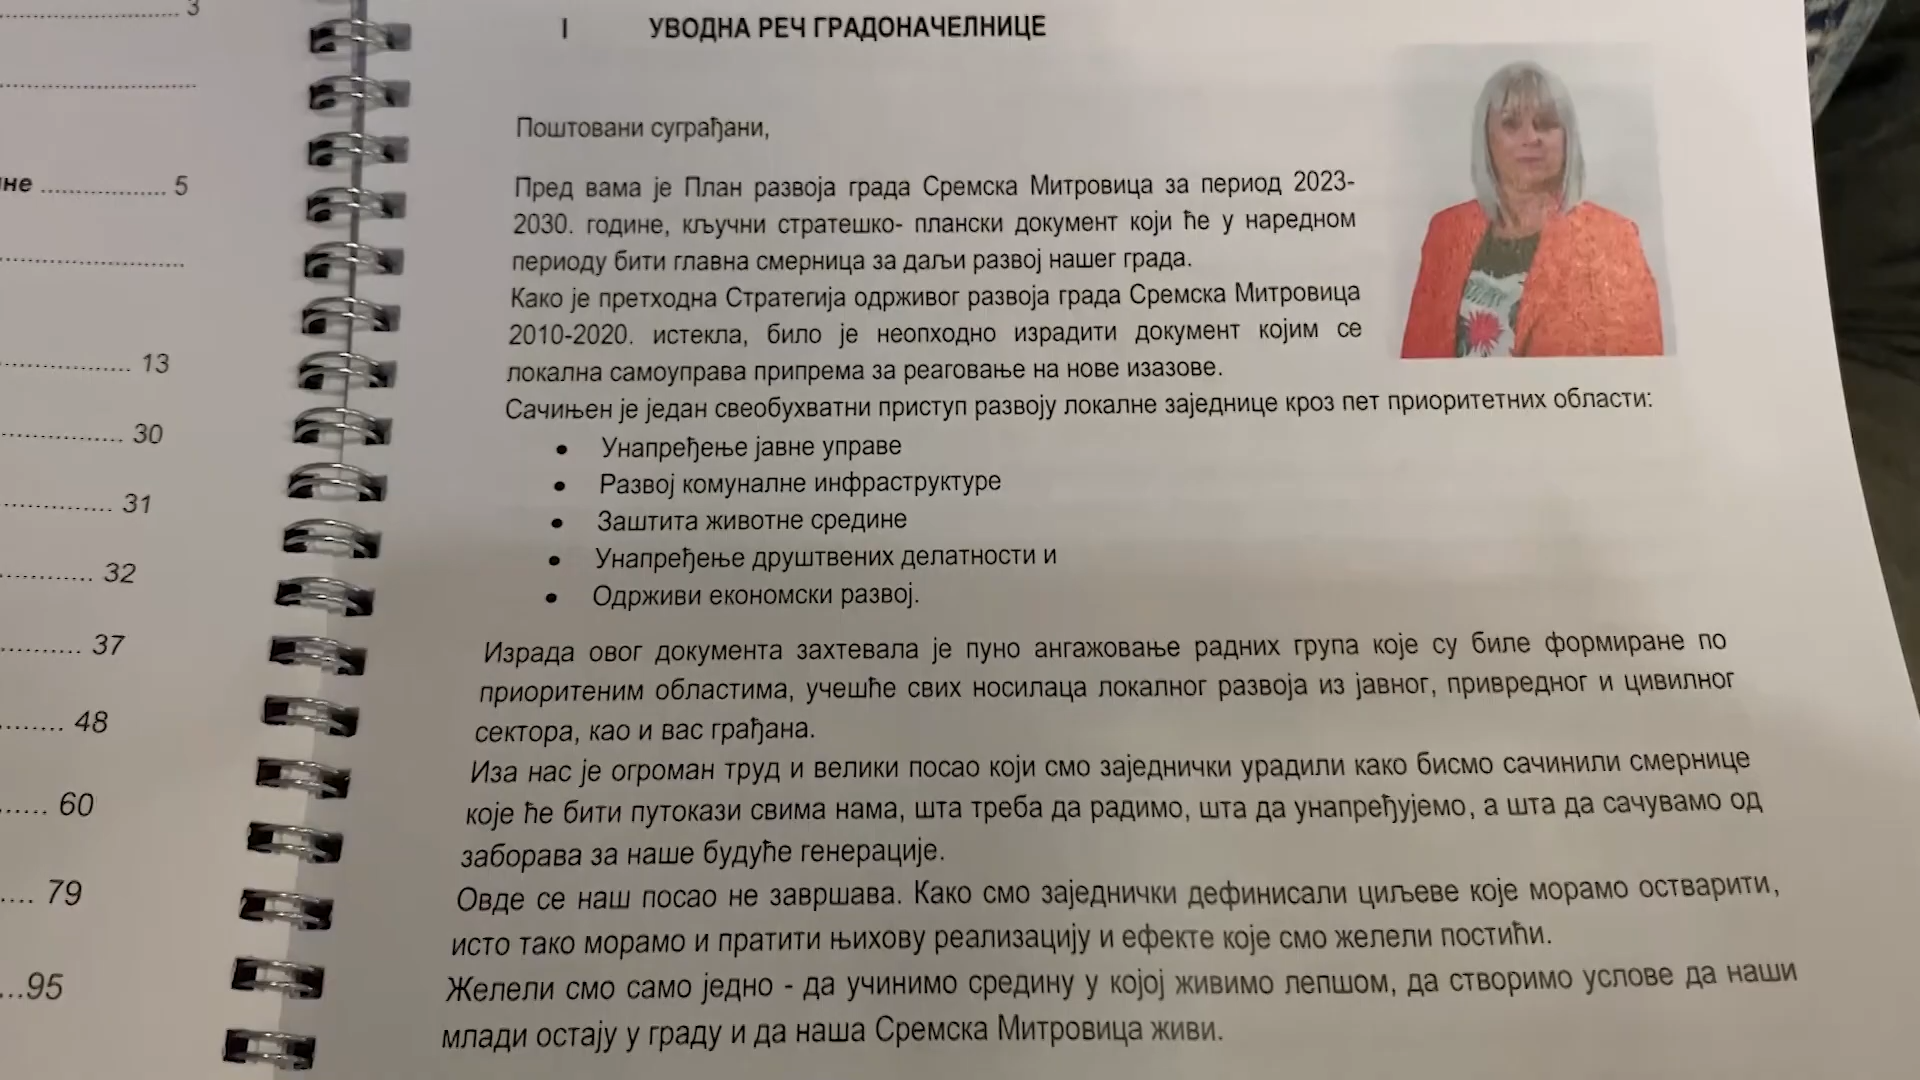 3
не ..................... 5
13
30
31
32
37
48
60
79
95
I УВОДНА РЕЧ ГРАДОНАЧЕЛНИЦЕ
Поштовани суграђани,
Пред вама је План развоја града Сремска Митровица за период 2023-
2030. године, кључни стратешко- плански документ који ће у наредном
периоду бити главна смерница за даљи развој нашег града.
Како је претходна Стратегија одрживог развоја града Сремска Митровица
2010-2020. истекла, било је неопходно израдити документ којим се
локална самоуправа припрема за реаговање на нове изазове.
Сачињен је један свеобухватни приступ развоју локалне заједнице кроз пет приоритетних области:
• Унапређење јавне управе
• Развој комуналне инфраструктуре
• Заштита животне средине
• Унапређење друштвених делатности и
• Одрживи економски развој.
Израда овог документа захтевала је пуно ангажовање радних група које су биле формиране по
приоритеним областима, учешће свих носилаца локалног развоја из јавног, привредног и цивилног
сектора, као и вас грађана.
Иза нас је огроман труд и велики посао који смо заједнички урадили како бисмо сачинили смернице
које ће бити путокази свима нама, шта треба да радимо, шта да унапређујемо, а шта да сачувамо од
заборава за наше будуће генерације.
Овде се наш посао не завршава. Како смо заједнички дефинисали циљеве које морамо остварити,
исто тако морамо и пратити њихову реализацију и ефекте које смо желели постићи.
Желели смо само једно - да учинимо средину у којој живимо лепшом, да створимо услове да наши
млади остају у граду и да наша Сремска Митровица живи.